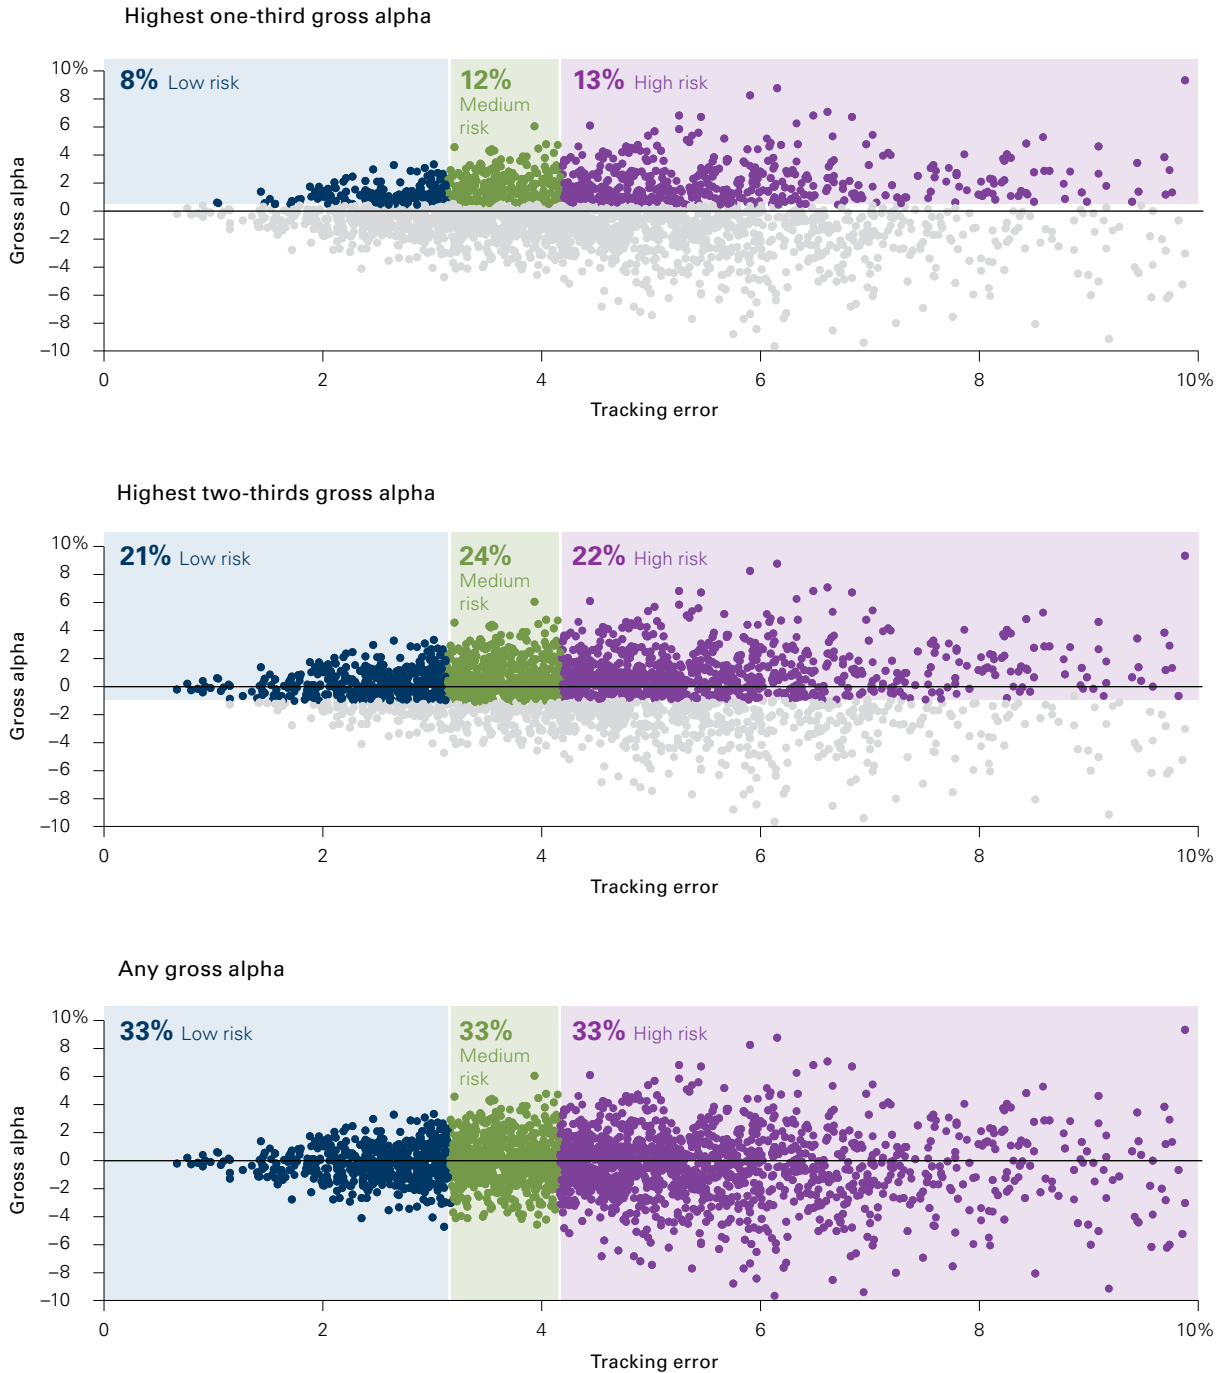 Highest one-third gross alpha
8% Low risk
12%
Medium
risk
13% High risk
10%
8
6
4
2
0
–2
–4
–6
–8
–10
Gross alpha
0 2 4 6 8 10%
Tracking error
Highest two-thirds gross alpha
21% Low risk
24%
Medium
risk
22% High risk
10%
8
6
4
2
0
–2
–4
–6
–8
–10
Gross alpha
0 2 4 6 8 10%
Tracking error
Any gross alpha
33% Low risk
33%
Medium
risk
33% High risk
10%
8
6
4
2
0
–2
–4
–6
–8
–10
Gross alpha
0 2 4 6 8 10%
Tracking error